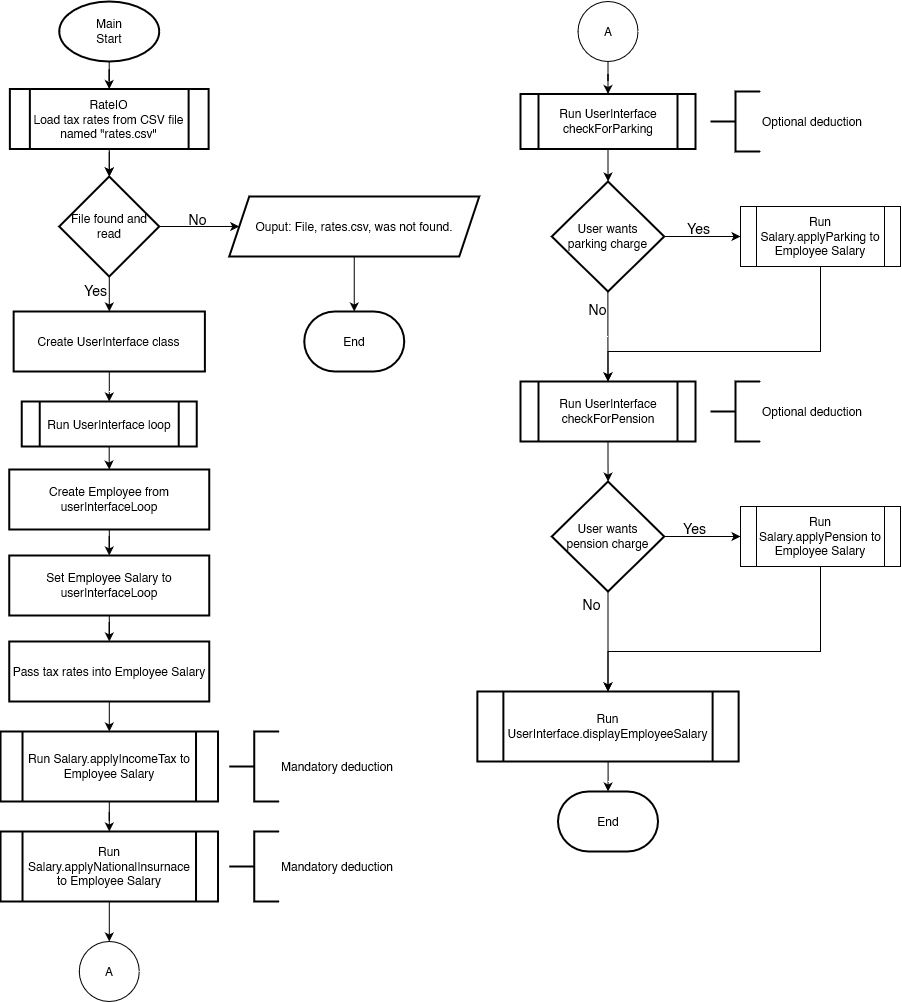 Main
Start
RateIO
Load tax rates from CSV file
named "rates.csv"
File found and
read
No
Ouput: File, rates.csv, was not found.
Yes
End
Create UserInterface class
Run UserInterface loop
Create Employee from
userInterfaceLoop
Set Employee Salary to
userInterfaceLoop
Pass tax rates into Employee Salary
Run Salary.applyIncomeTax to
Employee Salary
Mandatory deduction
Run
Salary.applyNationalInsurnace
to Employee Salary
Mandatory deduction
A
A
Run UserInterface
checkForParking
Optional deduction
User wants
parking charge
Yes
Run
Salary.applyParking to
Employee Salary
No
Run UserInterface
checkForPension
Optional deduction
User wants
pension charge
Yes
Run
Salary.applyPension to
Employee Salary
No
Run
UserInterface.displayEmployeeSalary
End